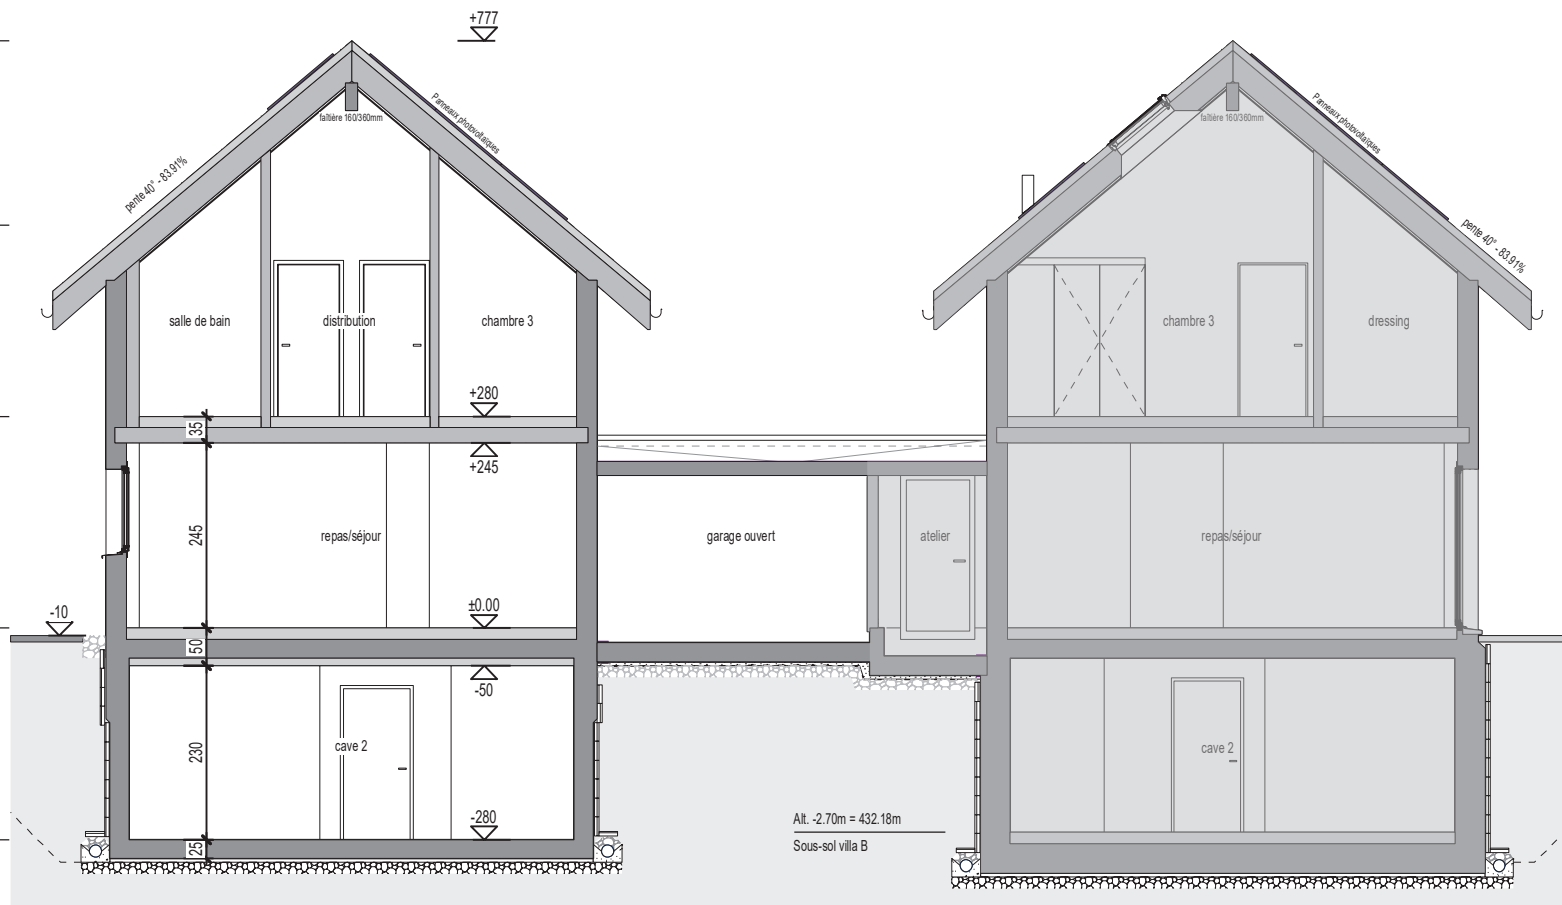 +777
faîtière 160/360mm
Panneaux photovoltaïques
pente 40° - 83.91%
salle de bain
distribution
chambre 3
+280
35
+245
245
repas/séjour
±0.00
-10
50
-50
230
cave 2
-280
25
garage ouvert
atelier
Alt. -2.70m = 432.18m
Sous-sol villa B
faîtière 160/360mm
Panneaux photovoltaïques
pente 40° - 83.91%
chambre 3
dressing
repas/séjour
cave 2